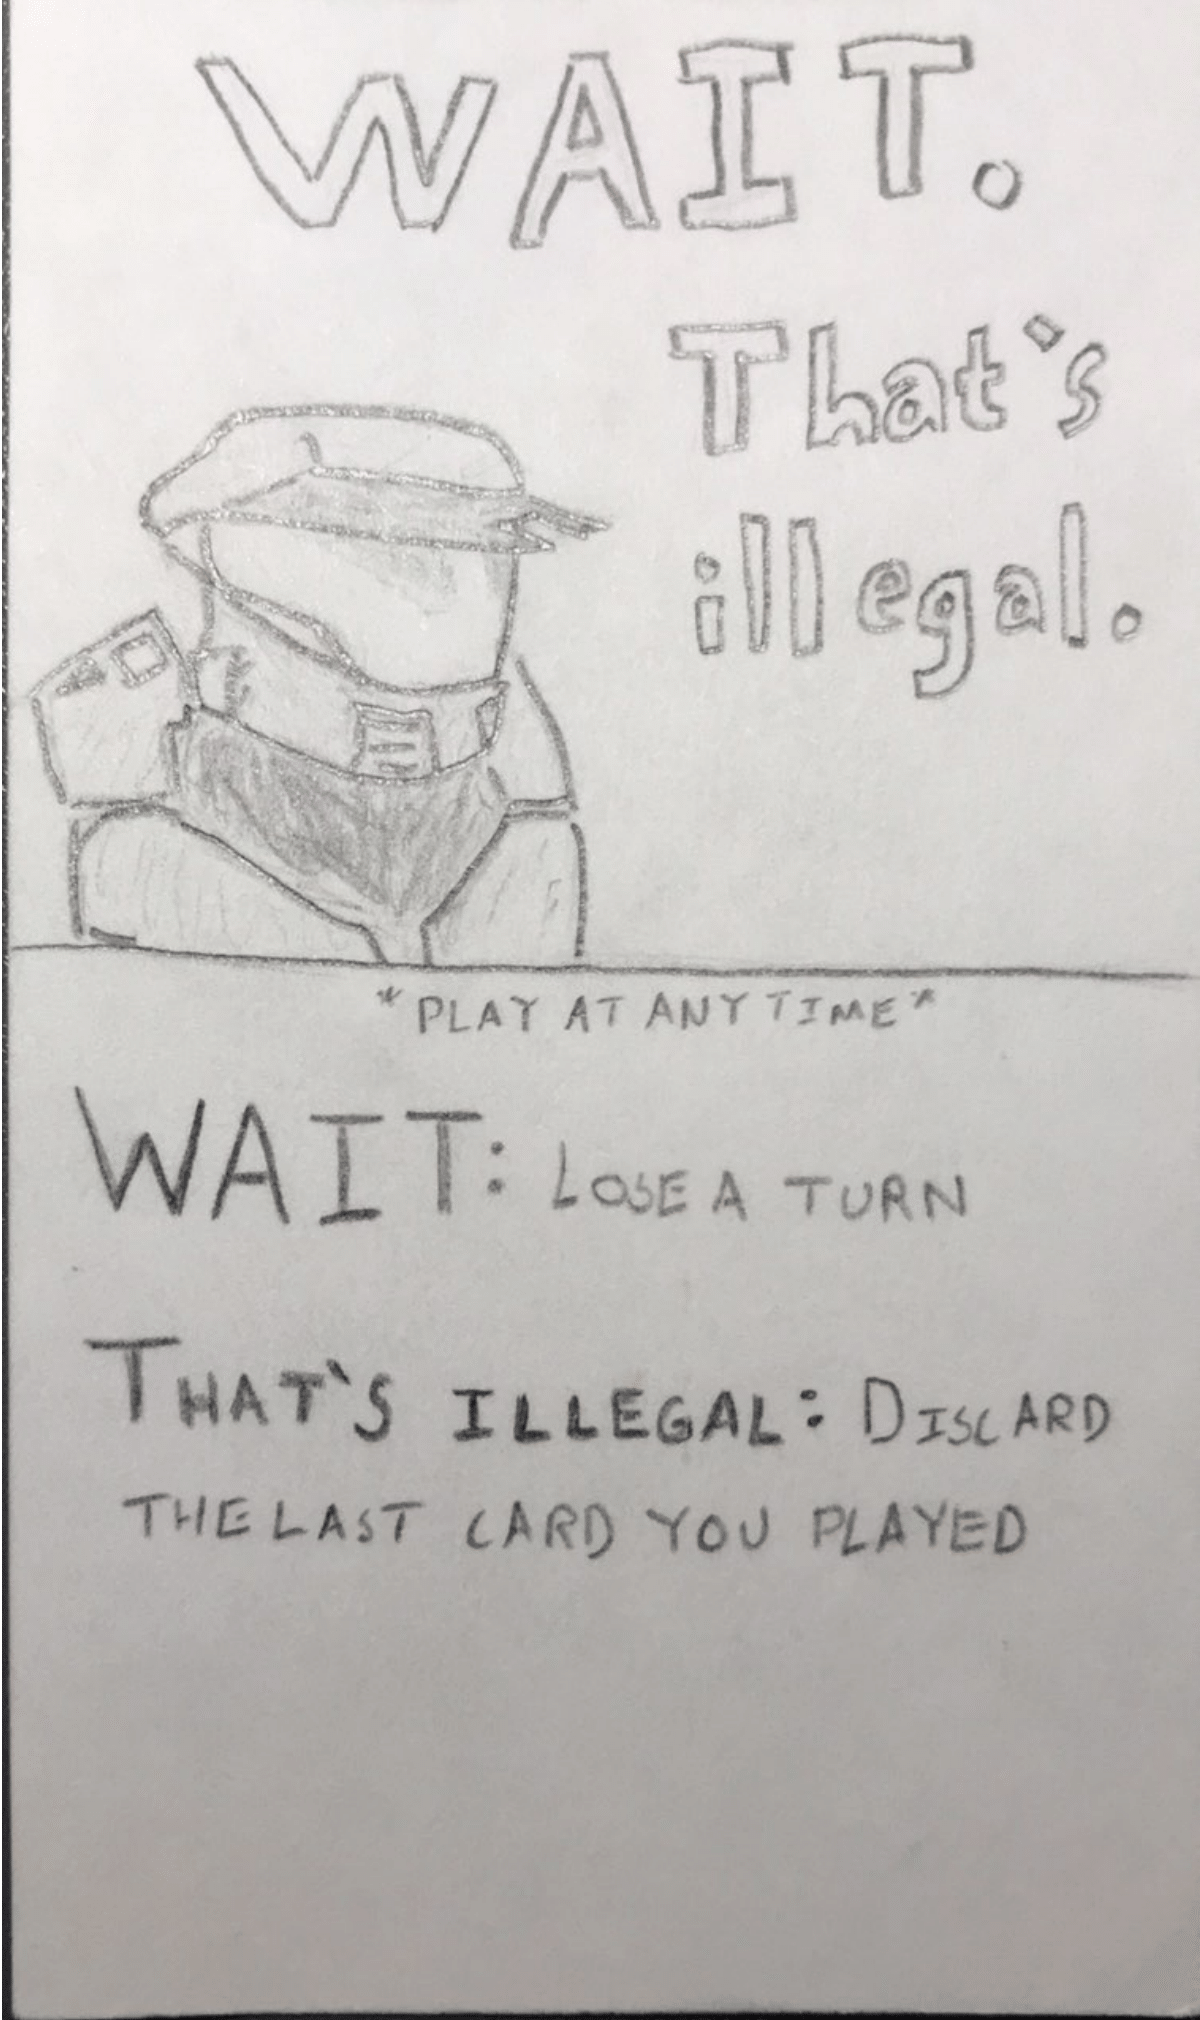 WAIT.
That's
illegal.
*PLAY AT ANY TIME*
WAIT: LOSE A TURN
THAT'S ILLEGAL: DISCARD
THE LAST CARD YOU PLAYED